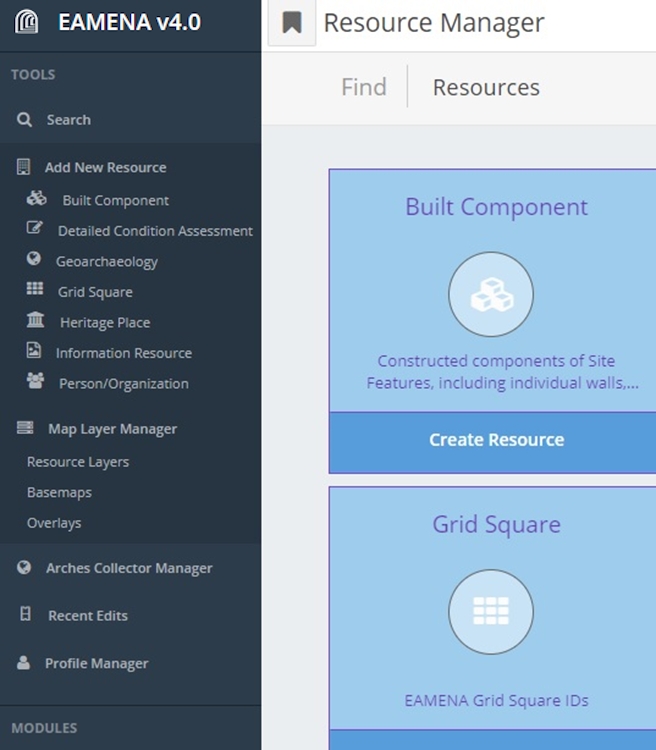 EAMENA v4.0
TOOLS
Search
Add New Resource
Built Component
Detailed Condition Assessment
Geoarchaeology
Grid Square
Heritage Place
Information Resource
Person/Organization
Map Layer Manager
Resource Layers
Basemaps
Overlays
Arches Collector Manager
Recent Edits
Profile Manager
MODULES
Resource Manager
Find
Resources
Built Component
Constructed components of Site
Features, including individual walls,...
Create Resource
Grid Square
EAMENA Grid Square IDs